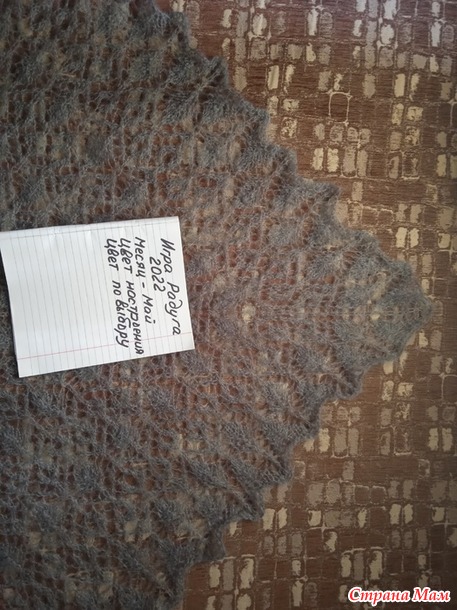 Игра Радуга
2022
Месяц - Май
Цвет настроения
Цвет по выбору
Страна Мам